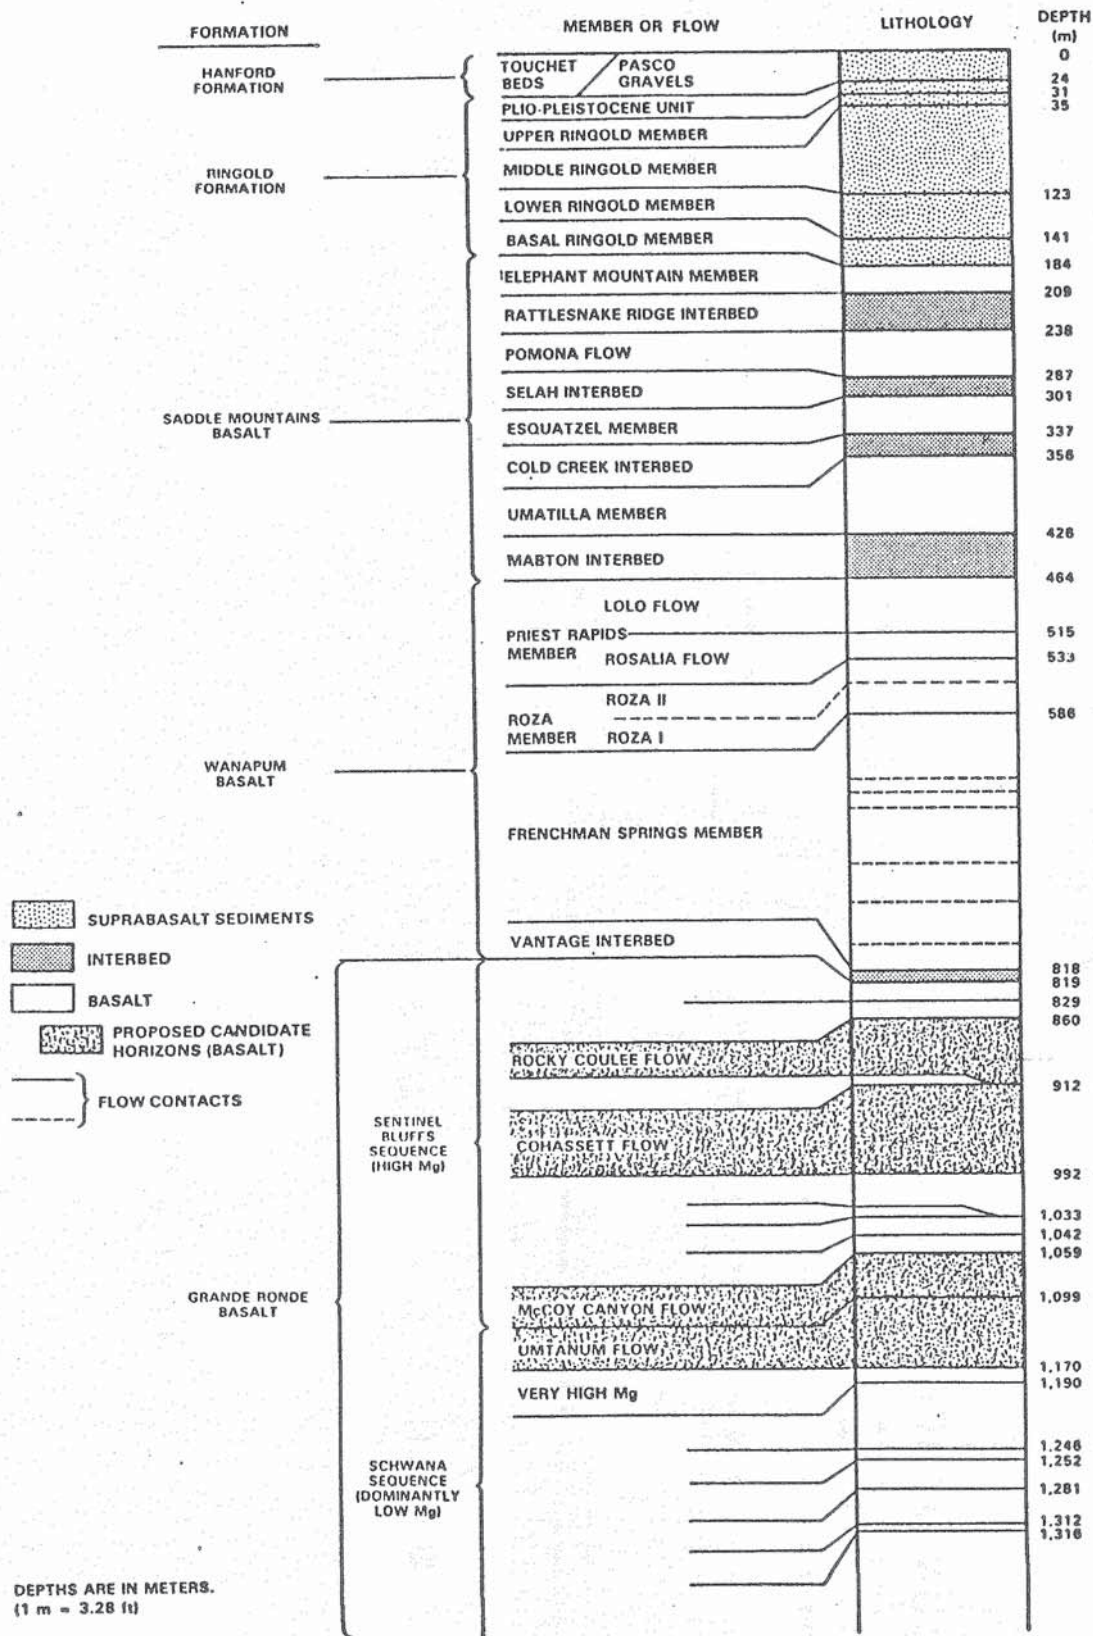 FORMATION
MEMBER OR FLOW
LITHOLOGY
DEPTH
(m)
0
HANFORD
FORMATION
TOUCHET
BEDS
PASCO
GRAVELS
24
31
PLIO-PLEISTOCENE UNIT
35
UPPER RINGOLD MEMBER
RINGOLD
FORMATION
MIDDLE RINGOLD MEMBER
123
LOWER RINGOLD MEMBER
141
BASAL RINGOLD MEMBER
184
ELEPHANT MOUNTAIN MEMBER
209
RATTLESNAKE RIDGE INTERBED
238
POMONA FLOW
287
SELAH INTERBED
301
SADDLE MOUNTAINS
BASALT
ESQUATZEL MEMBER
337
COLD CREEK INTERBED
356
UMATILLA MEMBER
426
MABTON INTERBED
464
LOLO FLOW
PRIEST RAPIDS
MEMBER
515
ROSALIA FLOW
533
ROZA II
ROZA
MEMBER
586
ROZA I
WANAPUM
BASALT
FRENCHMAN SPRINGS MEMBER
VANTAGE INTERBED
818
819
829
860
ROCKY COULEE FLOW
912
SENTINEL
BLUFFS
SEQUENCE
(HIGH Mg)
COHASSETT FLOW
992
1,033
1,042
1,059
GRANDE RONDE
BASALT
McCOY CANYON FLOW
1,099
UMTANUM FLOW
1,170
VERY HIGH Mg
1,190
1,246
1,252
SCHWANA
SEQUENCE
(DOMINANTLY
LOW Mg)
1,281
1.312
1,316
SUPRABASALT SEDIMENTS
INTERBED
BASALT
PROPOSED CANDIDATE
HORIZONS (BASALT)
FLOW CONTACTS
DEPTHS ARE IN METERS.
(1 m = 3.28 ft)